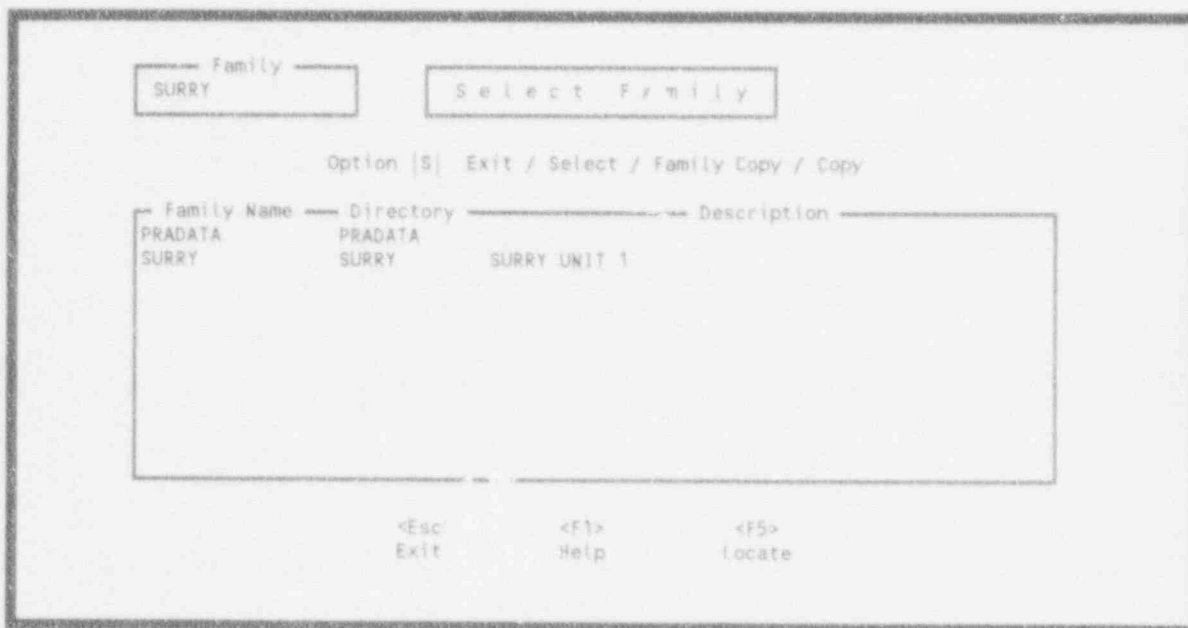 Family
SURRY
Select Family
Option |S| Exit / Select / Family Copy / Copy
Family Name Directory Description
PRADATA PRADATA
SURRY SURRY SURRY UNIT 1
<Esc <F1> <F5>
Exit Help Locate